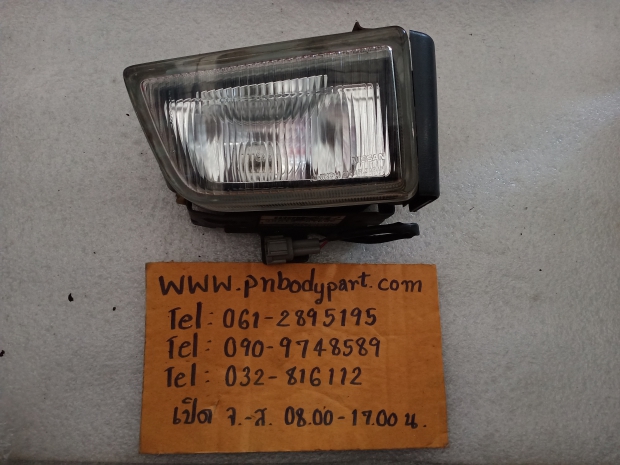 NISSAN
www.pnbodypart.com
Tel: 061-2895195
Tel: 090-9748589
Tel: 032-816112
เปิด จ.-ส. 08.00-17.00 น.